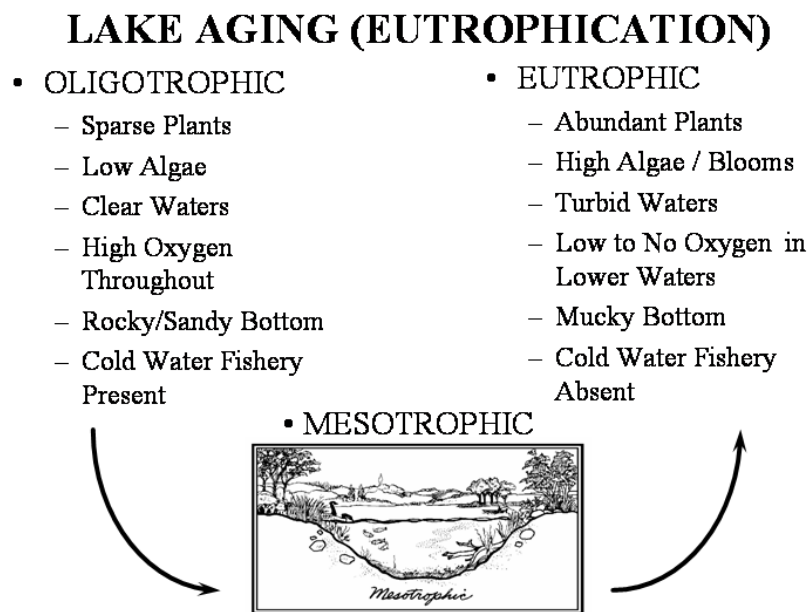 LAKE AGING (EUTROPHICATION)
• OLIGOTROPHIC
– Sparse Plants
– Low Algae
– Clear Waters
– High Oxygen
Throughout
– Rocky/Sandy Bottom
– Cold Water Fishery
Present
• EUTROPHIC
– Abundant Plants
– High Algae / Blooms
– Turbid Waters
– Low to No Oxygen in
Lower Waters
– Mucky Bottom
– Cold Water Fishery
Absent
• MESOTROPHIC
Mesotrophic